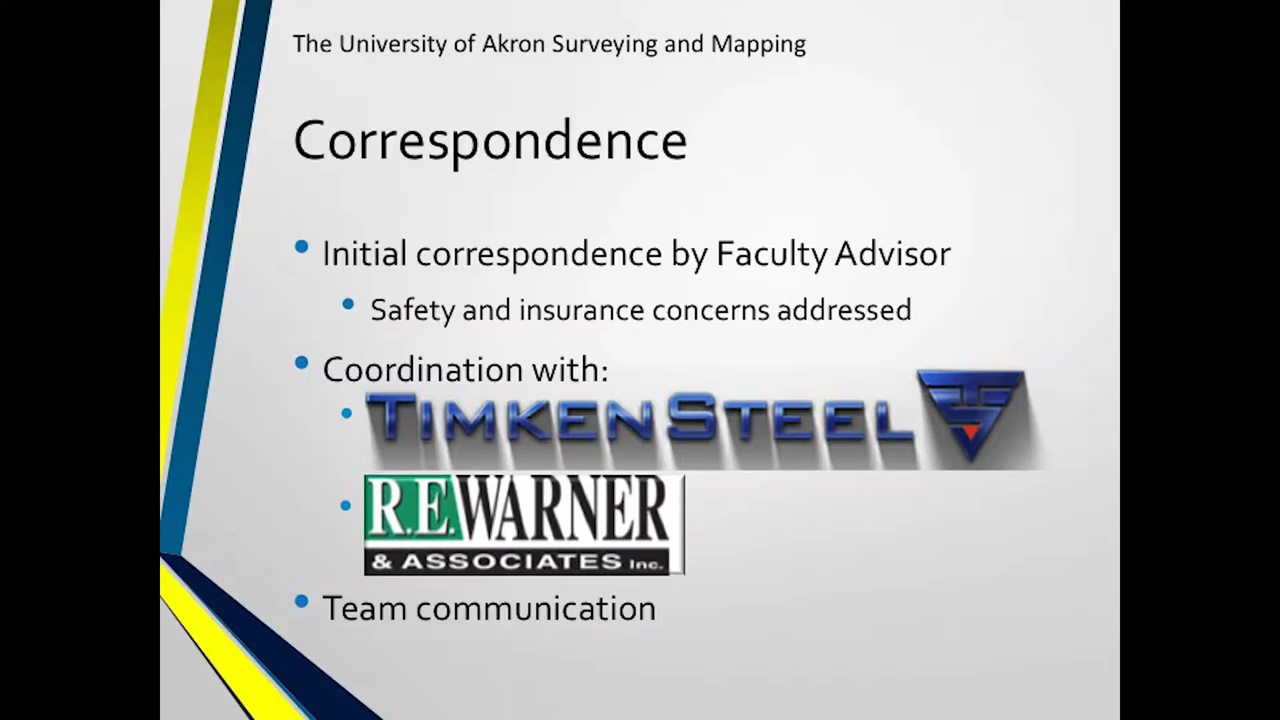 The University of Akron Surveying and Mapping
Correspondence
Initial correspondence by Faculty Advisor
Safety and insurance concerns addressed
Coordination with:
TIMKENSTEEL
R.E. WARNER
& ASSOCIATES Inc.
Team communication